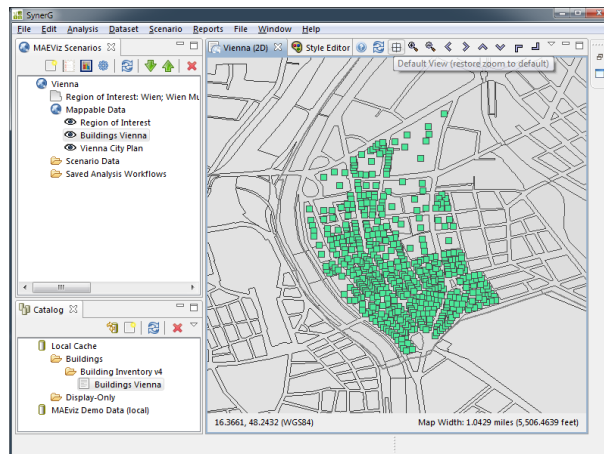 SynerG
File Edit Analysis Dataset Scenario Reports File Window Help
MAEViz Scenarios
Vienna
Region of Interest: Wien; Wien Mu
Mappable Data
Region of Interest
Buildings Vienna
Vienna City Plan
Scenario Data
Saved Analysis Workflows
Catalog
Local Cache
Buildings
Building Inventory v4
Buildings Vienna
Display-Only
MAEviz Demo Data (local)
Vienna (2D) Style Editor
Default View (restore zoom to default)
16.3661, 48.2432 (WGS84) Map Width: 1.0429 miles (5,506.4639 feet)